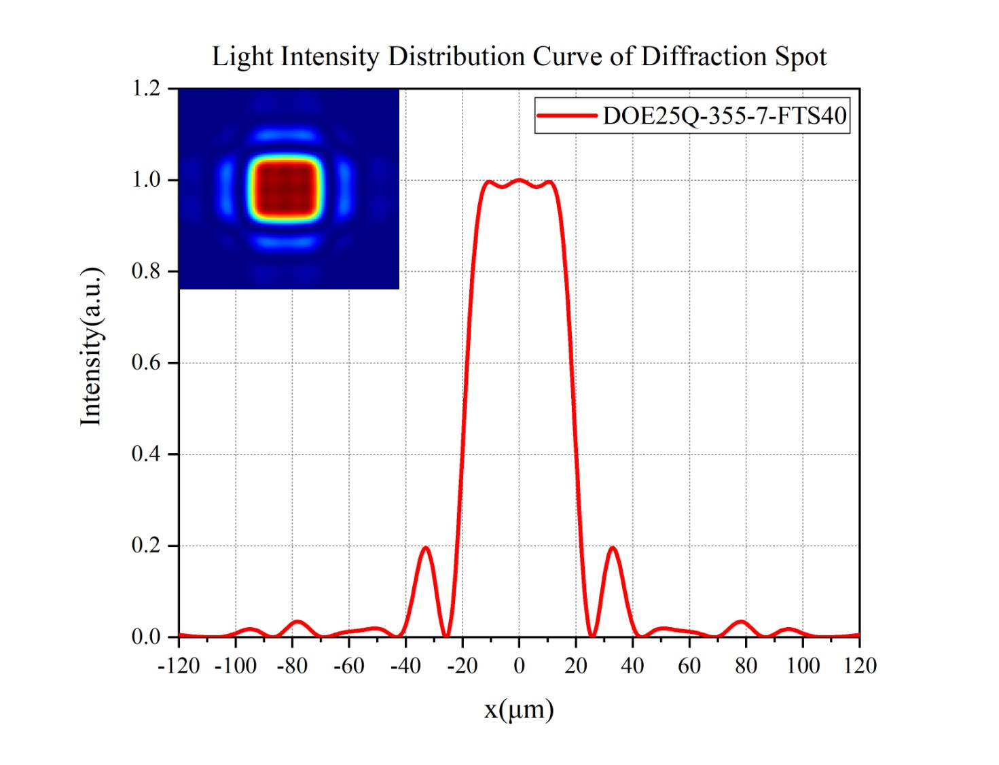 Light Intensity Distribution Curve of Diffraction Spot
DOE25Q-355-7-FTS40
1.2
1.0
0.8
0.6
0.4
0.2
0.0
Intensity(a.u.)
-120 -100 -80 -60 -40 -20 0 20 40 60 80 100 120
x(μm)